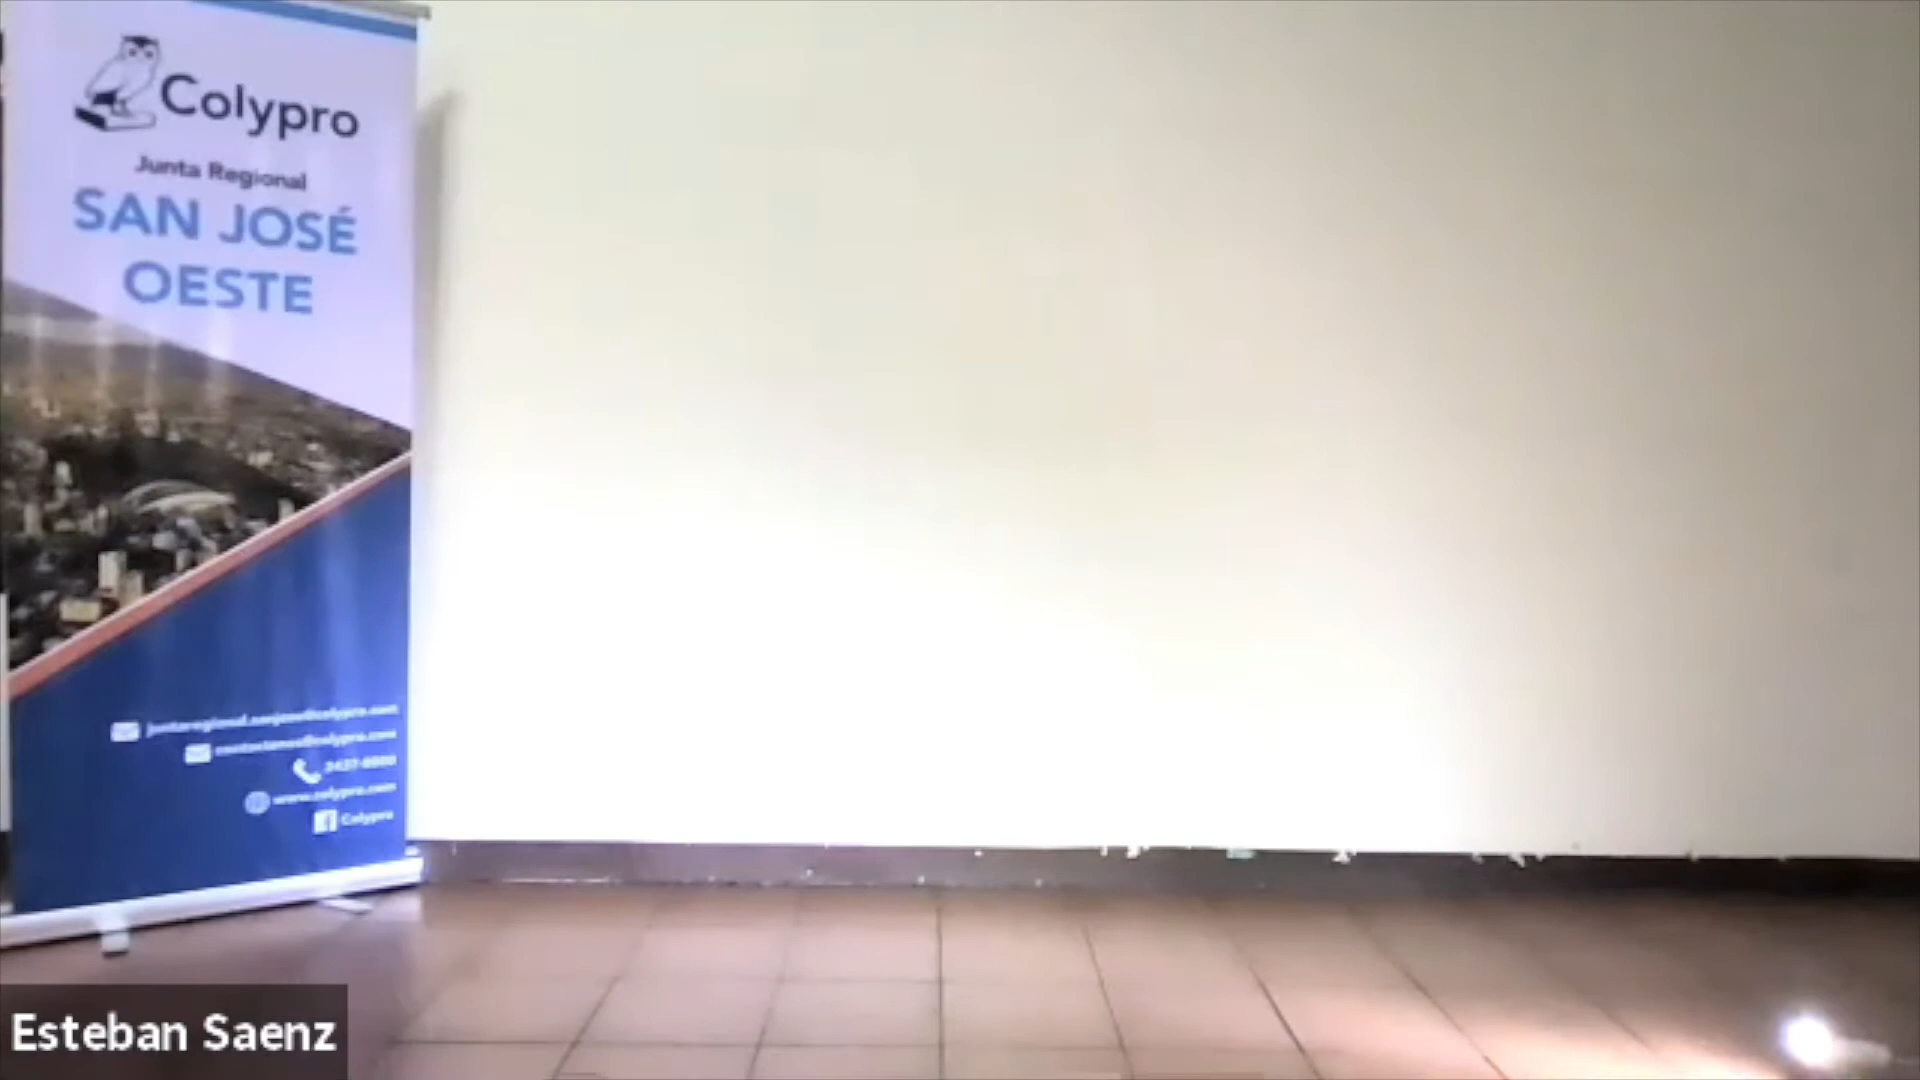 Colypro
Junta Regional
SAN JOSÉ
OESTE
www.colypro.com
Colypro
Esteban Saenz